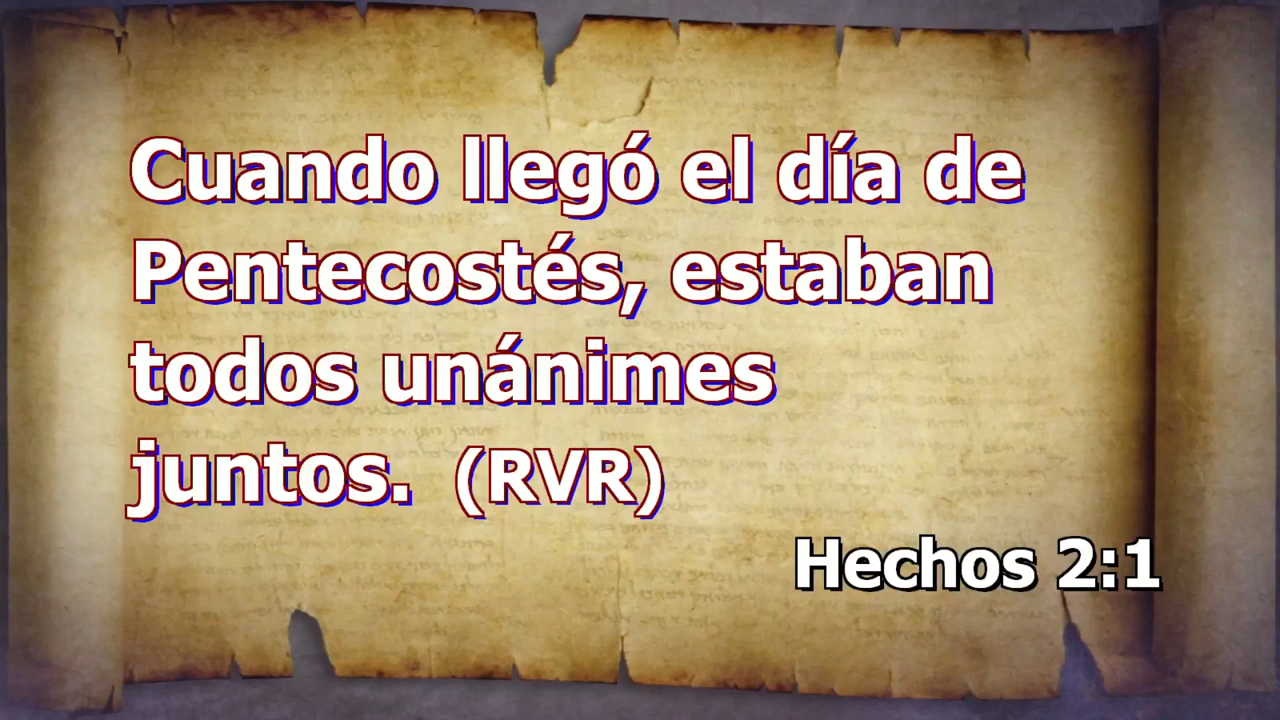 Cuando llegó el día de
Pentecostés, estaban
todos unánimes
juntos. (RVR)
Hechos 2:1